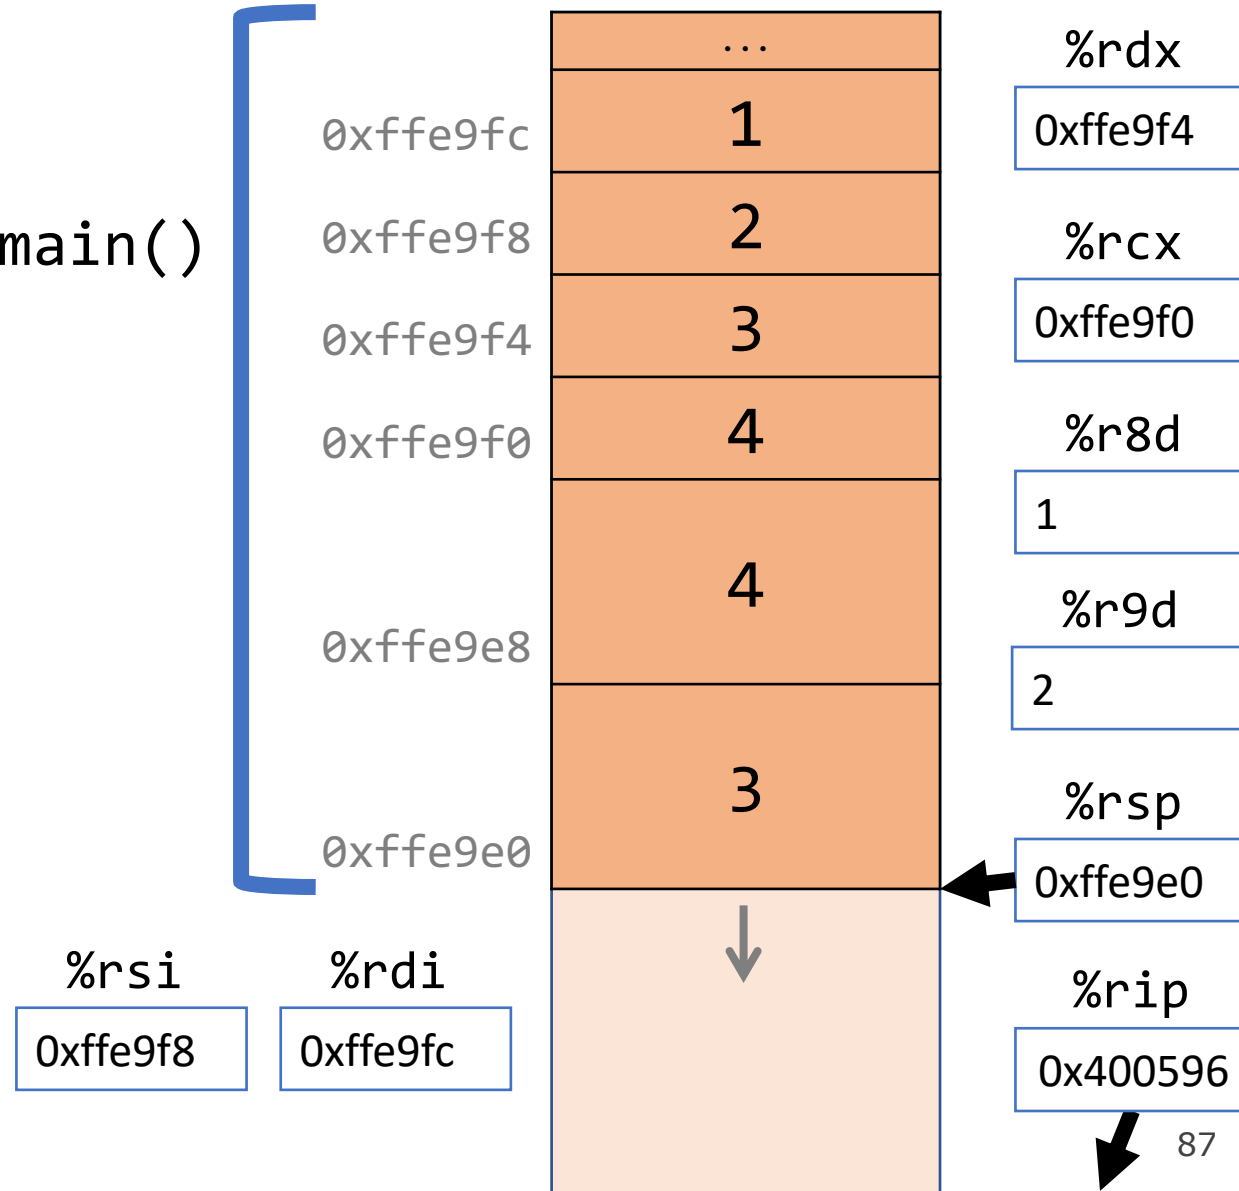 ...
%rdx
1
0xffe9fc
0xffe9f4
main()
2
0xffe9f8
%rcx
3
0xffe9f4
0xffe9f0
4
0xffe9f0
%r8d
1
4
0xffe9e8
%r9d
2
3
0xffe9e0
%rsp
0xffe9e0
%rsi
%rdi
%rip
0xffe9f8
0xffe9fc
0x400596
87